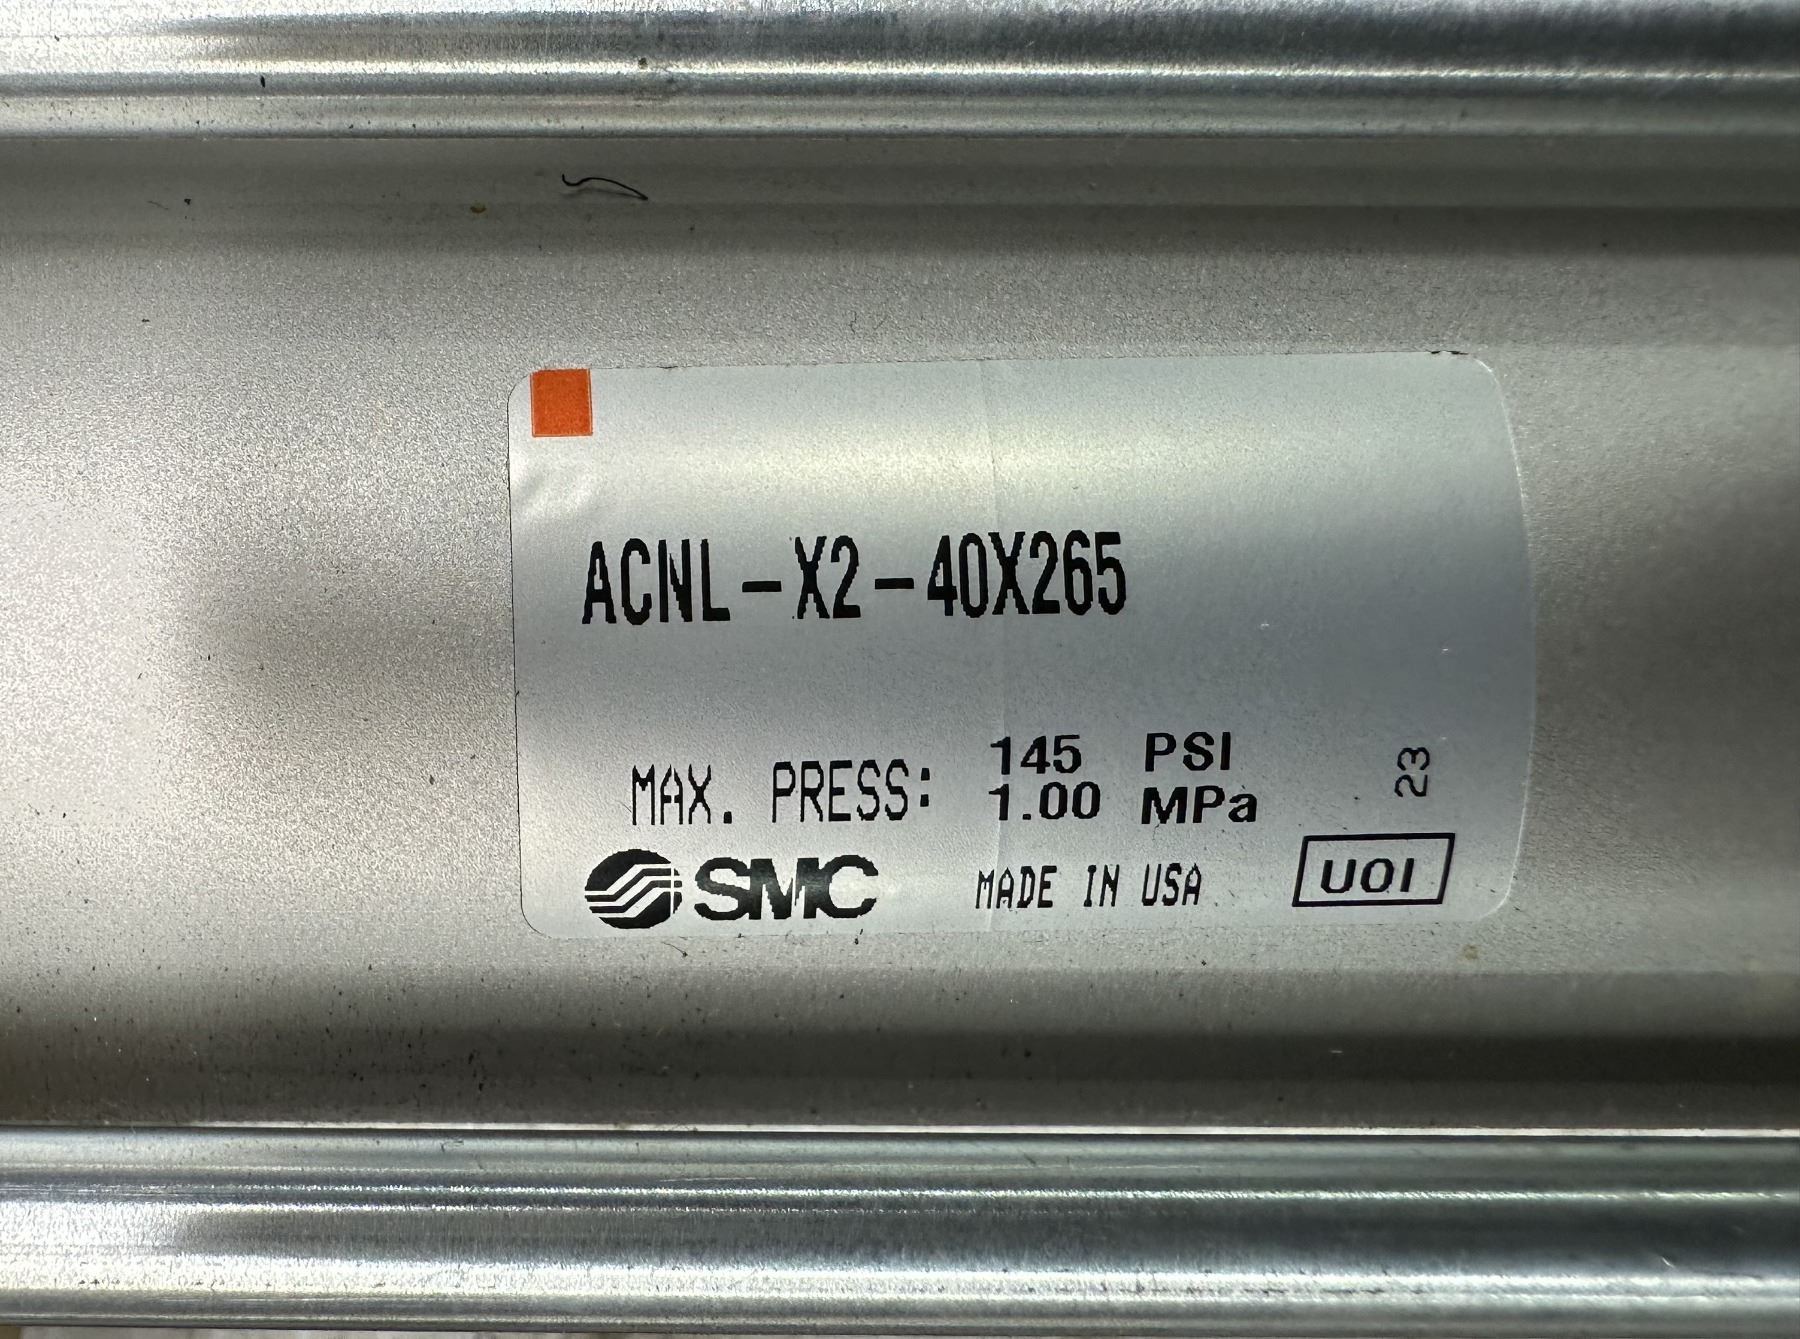 ACNL-X2-40X265
MAX. PRESS: 145 PSI
1.00 MPa
23
SMC MADE IN USA UOI